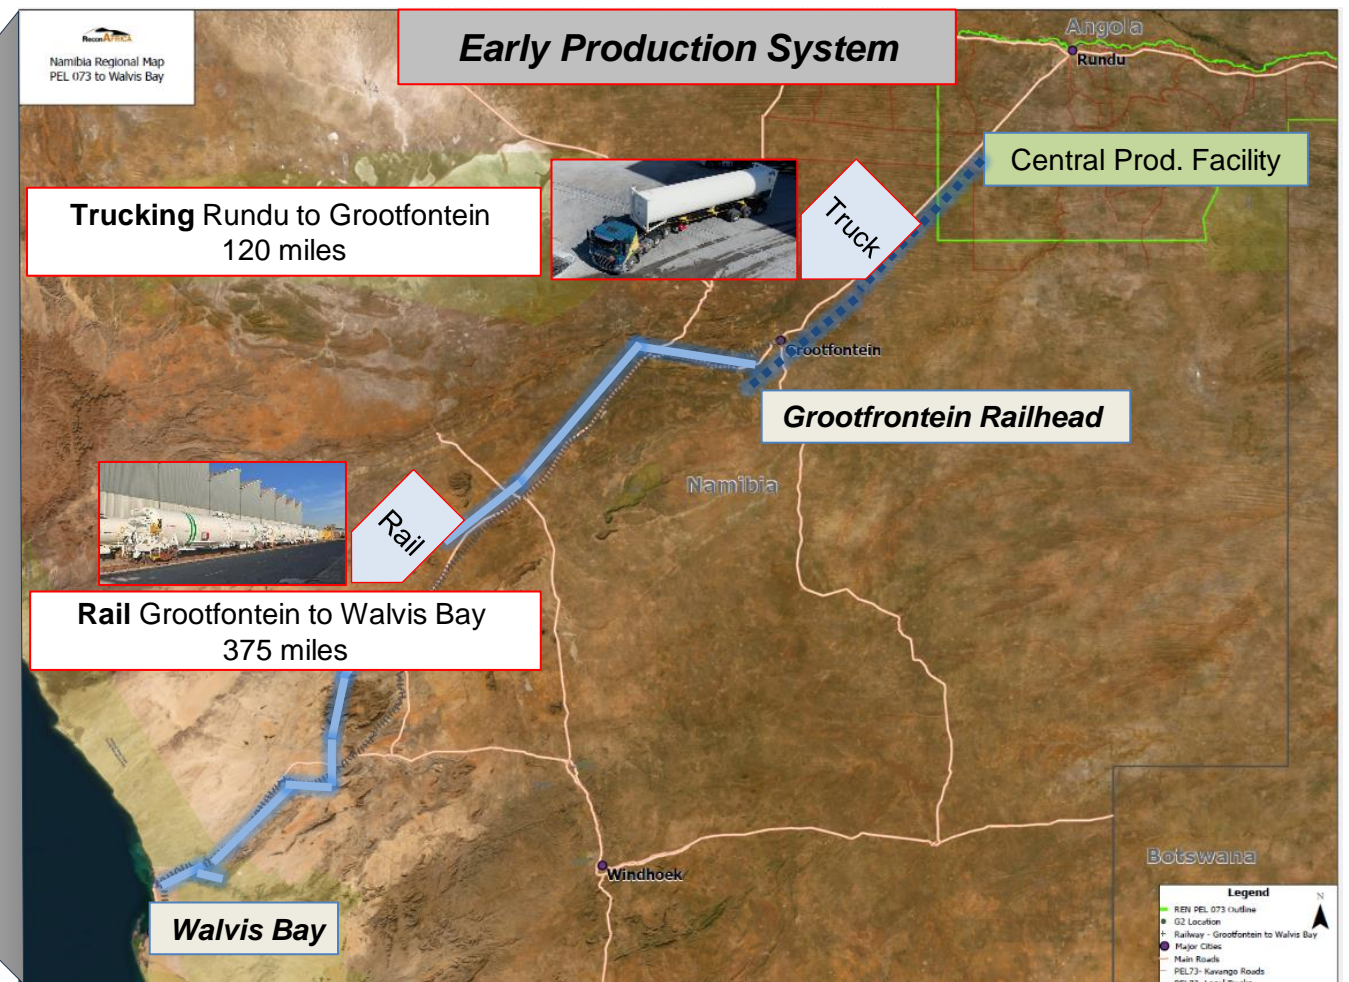 ReconAFRICA
Namibia Regional Map
PEL 073 to Walvis Bay
Early Production System
Angola
Rundu
Central Prod. Facility
Trucking Rundu to Grootfontein
120 miles
Truck
Grootfontein
Grootfrontein Railhead
Namibia
Rail
Rail Grootfontein to Walvis Bay
375 miles
Windhoek
Botswana
Walvis Bay
Legend
N
REN PEL 073 Outline
G2 Location
Railway - Grootfontein to Walvis Bay
Major Cities
Main Roads
PEL73- Kavango Roads